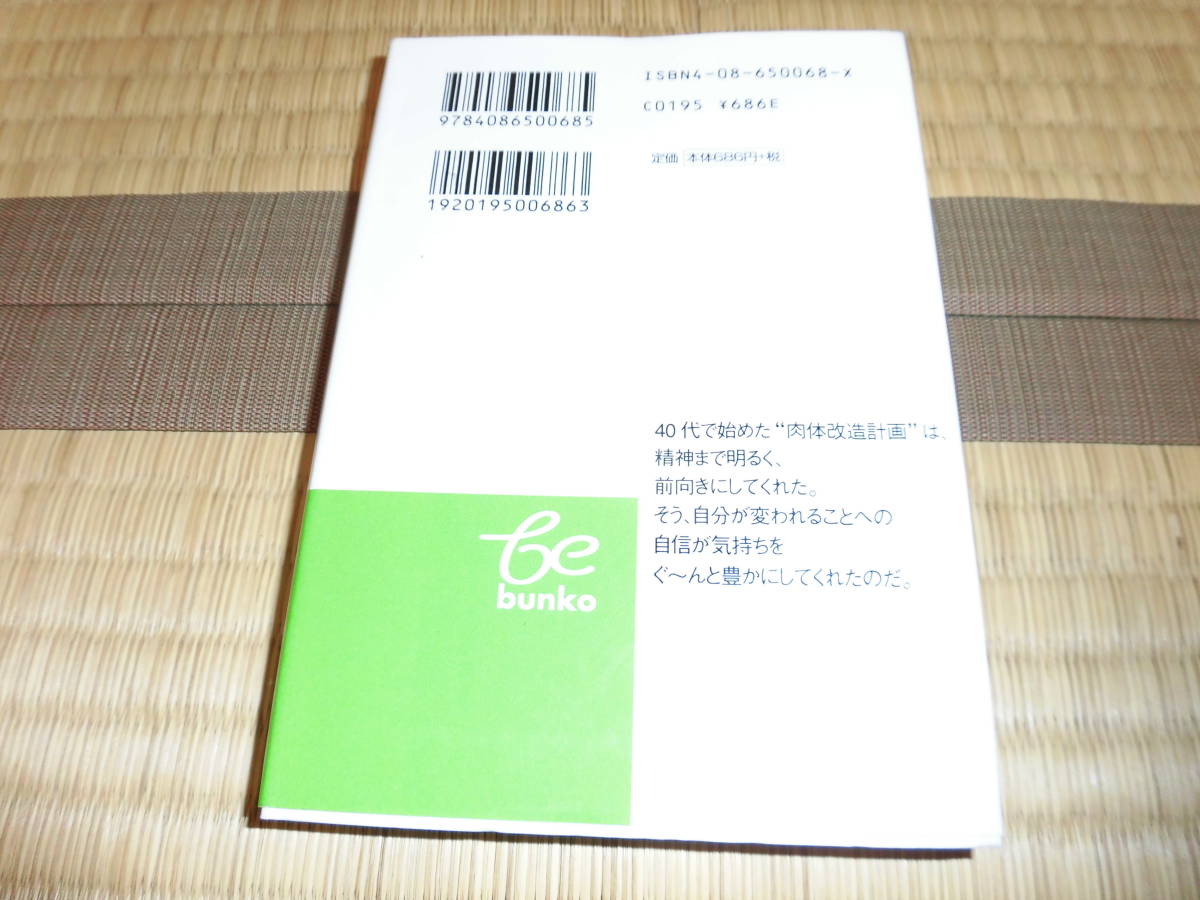 ISBN4-08-650068-X
C0195 ¥686E
9784086500685
定価 本体686円+税
1920195006863
40代で始めた“肉体改造計画”は、
精神まで明るく、
前向きにしてくれた。
そう、自分が変われることへの
自信が気持ちを
ぐ〜んと豊かにしてくれたのだ。
be
bunko